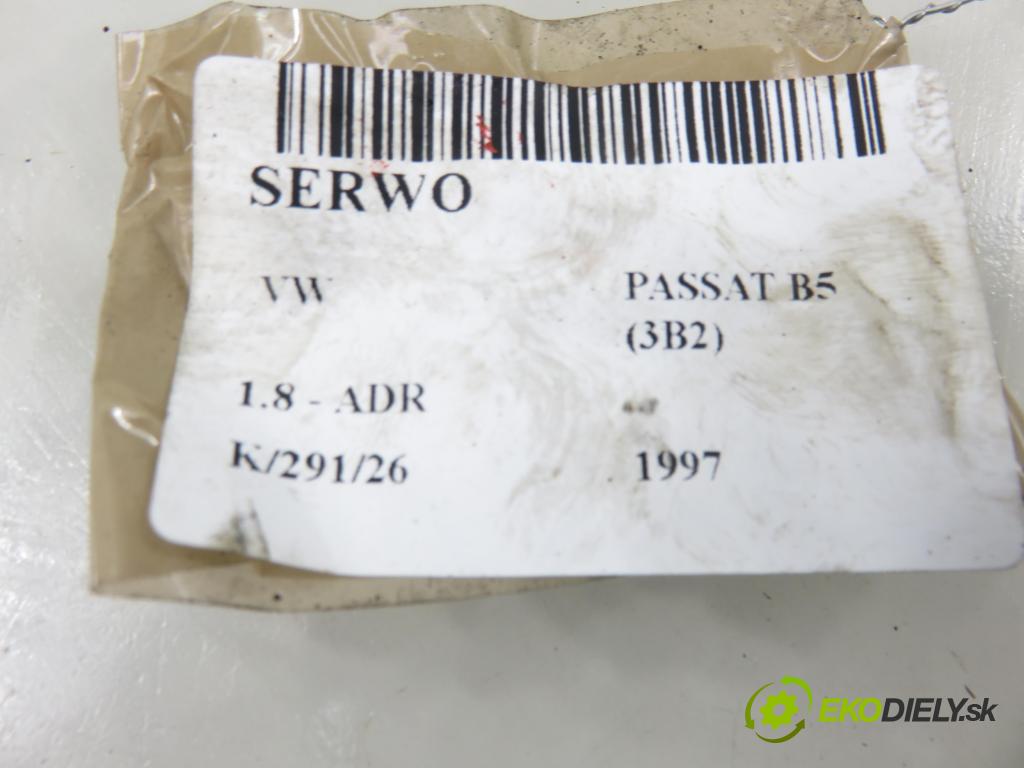 SERWO
VW PASSAT B5
(3B2)
1.8 - ADR
K/291/26 1997
EKODIELY.sk